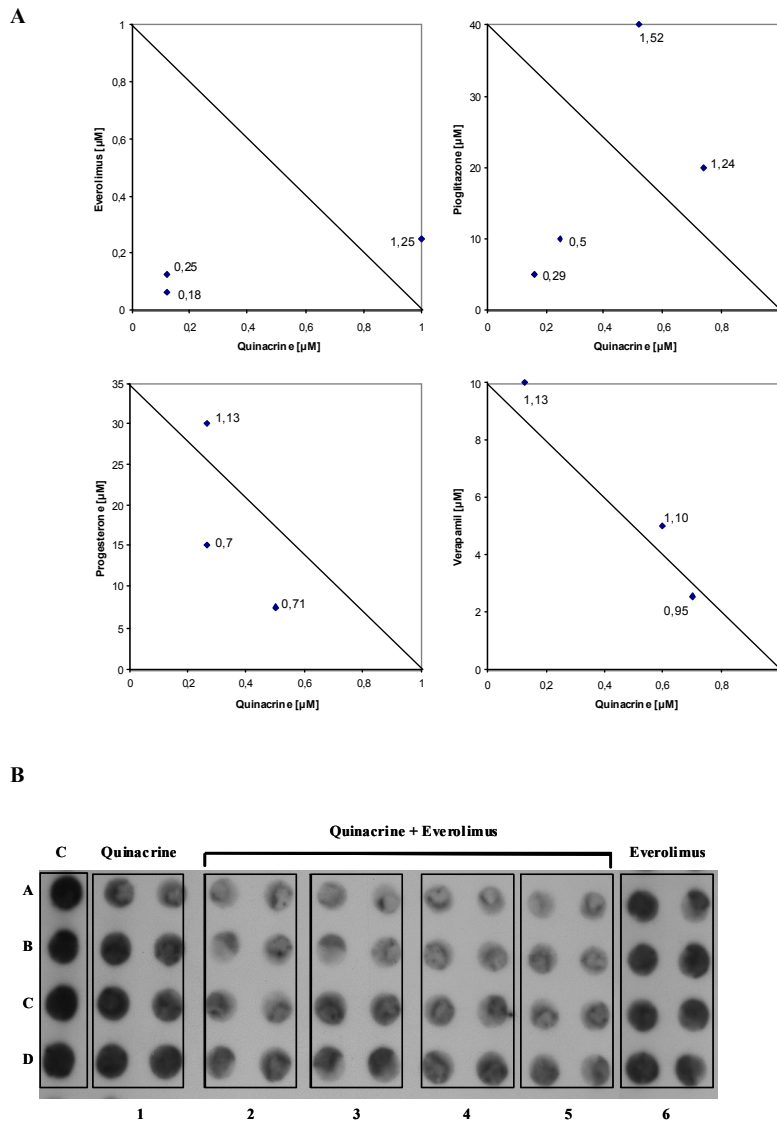 A
Everolimus [µM]
1
0,8
0,6
0,4
0,2
0
0 0,2 0,4 0,6 0,8 1
1,25
0,25
0,18
Quinacrine [µM]
Pioglitazone [µM]
40
30
20
10
0
0 0,2 0,4 0,6 0,8
1,52
1,24
0,5
0,29
Quinacrine [µM]
Progesterone [µM]
35
30
25
20
15
10
5
0
0 0,2 0,4 0,6 0,8 1
1,13
0,7
0,71
Quinacrine [µM]
Verapamil [µM]
10
8
6
4
2
0
0 0,2 0,4 0,6 0,8
1,13
1,10
0,95
Quinacrine [µM]
B
Quinacrine + Everolimus
C Quinacrine Everolimus
A
B
C
D
1 2 3 4 5 6